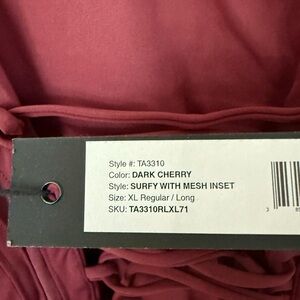 Style #: TA3310
Color: DARK CHERRY
Style: SURFY WITH MESH INSET
Size: XL Regular / Long
SKU: TA3310RLXL71